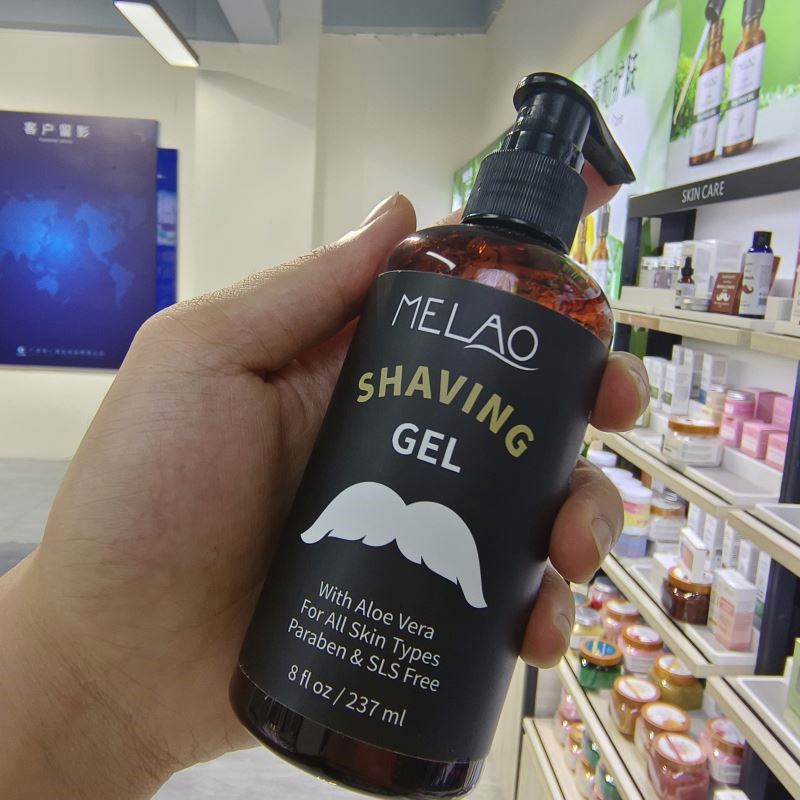 客户留影
SKIN CARE
MELAO
SHAVING
GEL
With Aloe Vera
For All Skin Types
Paraben & SLS Free
8 fl oz / 237 ml